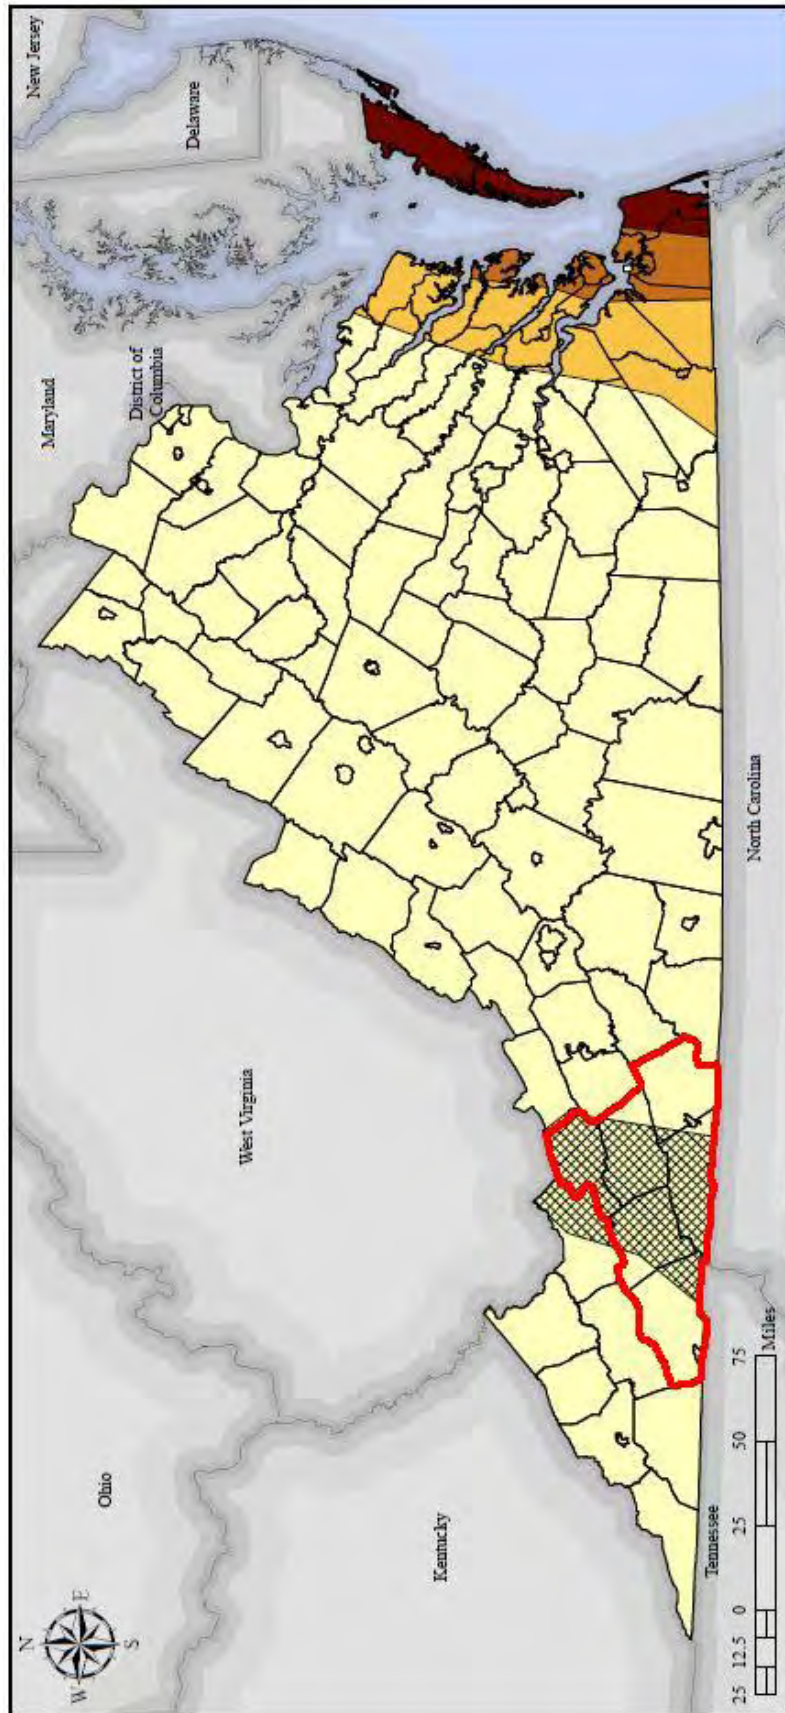 New Jersey
Delaware
Maryland
District of
Columbia
West Virginia
Ohio
Kentucky
North Carolina
Tennessee
N
W
E
S
25 12.5 0 25 50 75
Miles